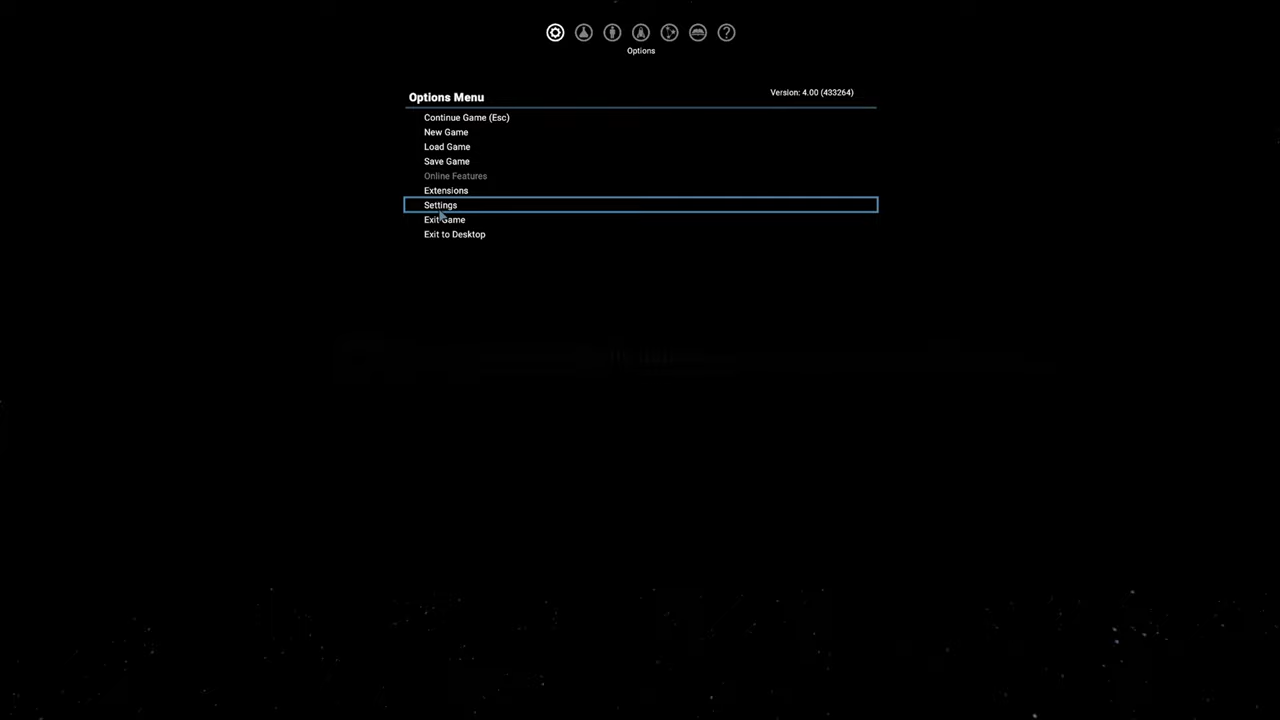 Options
Options Menu
Version: 4.00 (433264)
Continue Game (Esc)
New Game
Load Game
Save Game
Online Features
Extensions
Settings
Exit Game
Exit to Desktop